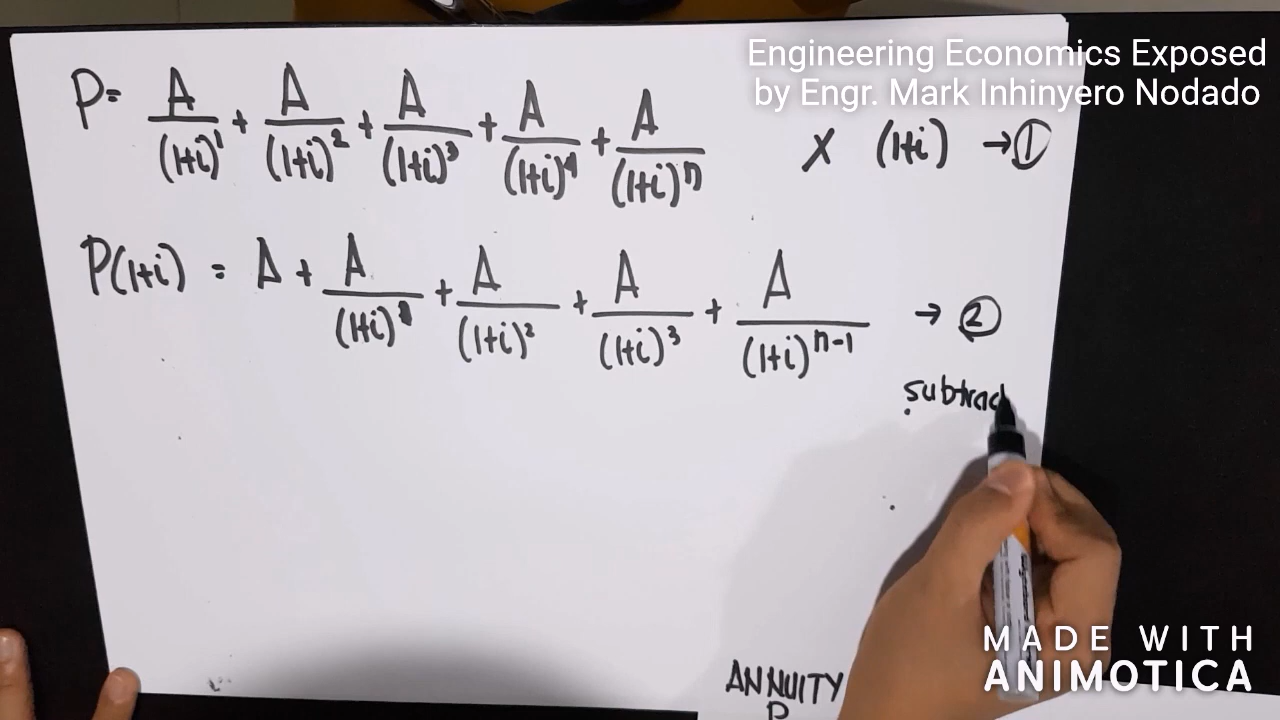 Engineering Economics Exposed
by Engr. Mark Inhinyero Nodado
P= A/(1+i)¹ + A/(1+i)² + A/(1+i)³ + A/(1+i)⁴ + A/(1+i)ⁿ X (1+i) → ①
P(1+i) = A + A/(1+i)¹ + A/(1+i)² + A/(1+i)³ + A/(1+i)ⁿ⁻¹ → ②
subtrac
ANNUITY
P
MADE WITH
ANIMOTICA